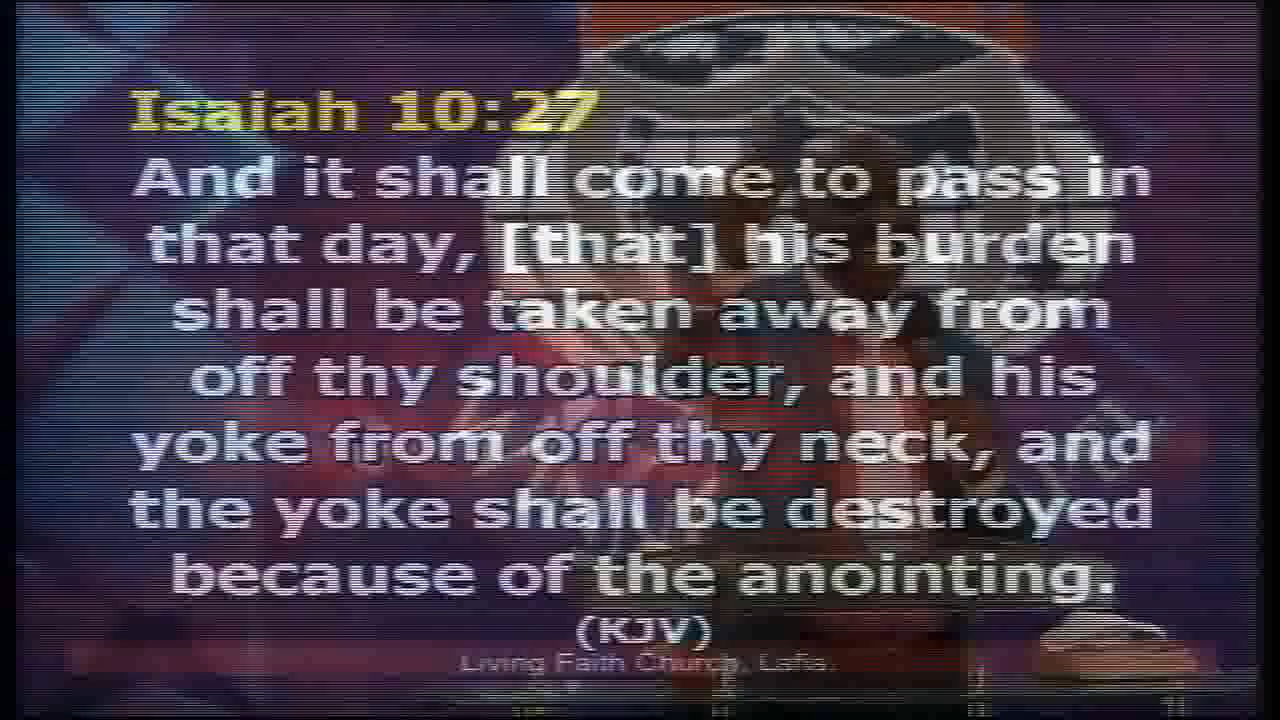 Isaiah 10:27
And it shall come to pass in
that day, [that] his burden
shall be taken away from
off thy shoulder, and his
yoke from off thy neck, and
the yoke shall be destroyed
because of the anointing.
(KJV)
Living Faith Church, Lafia.